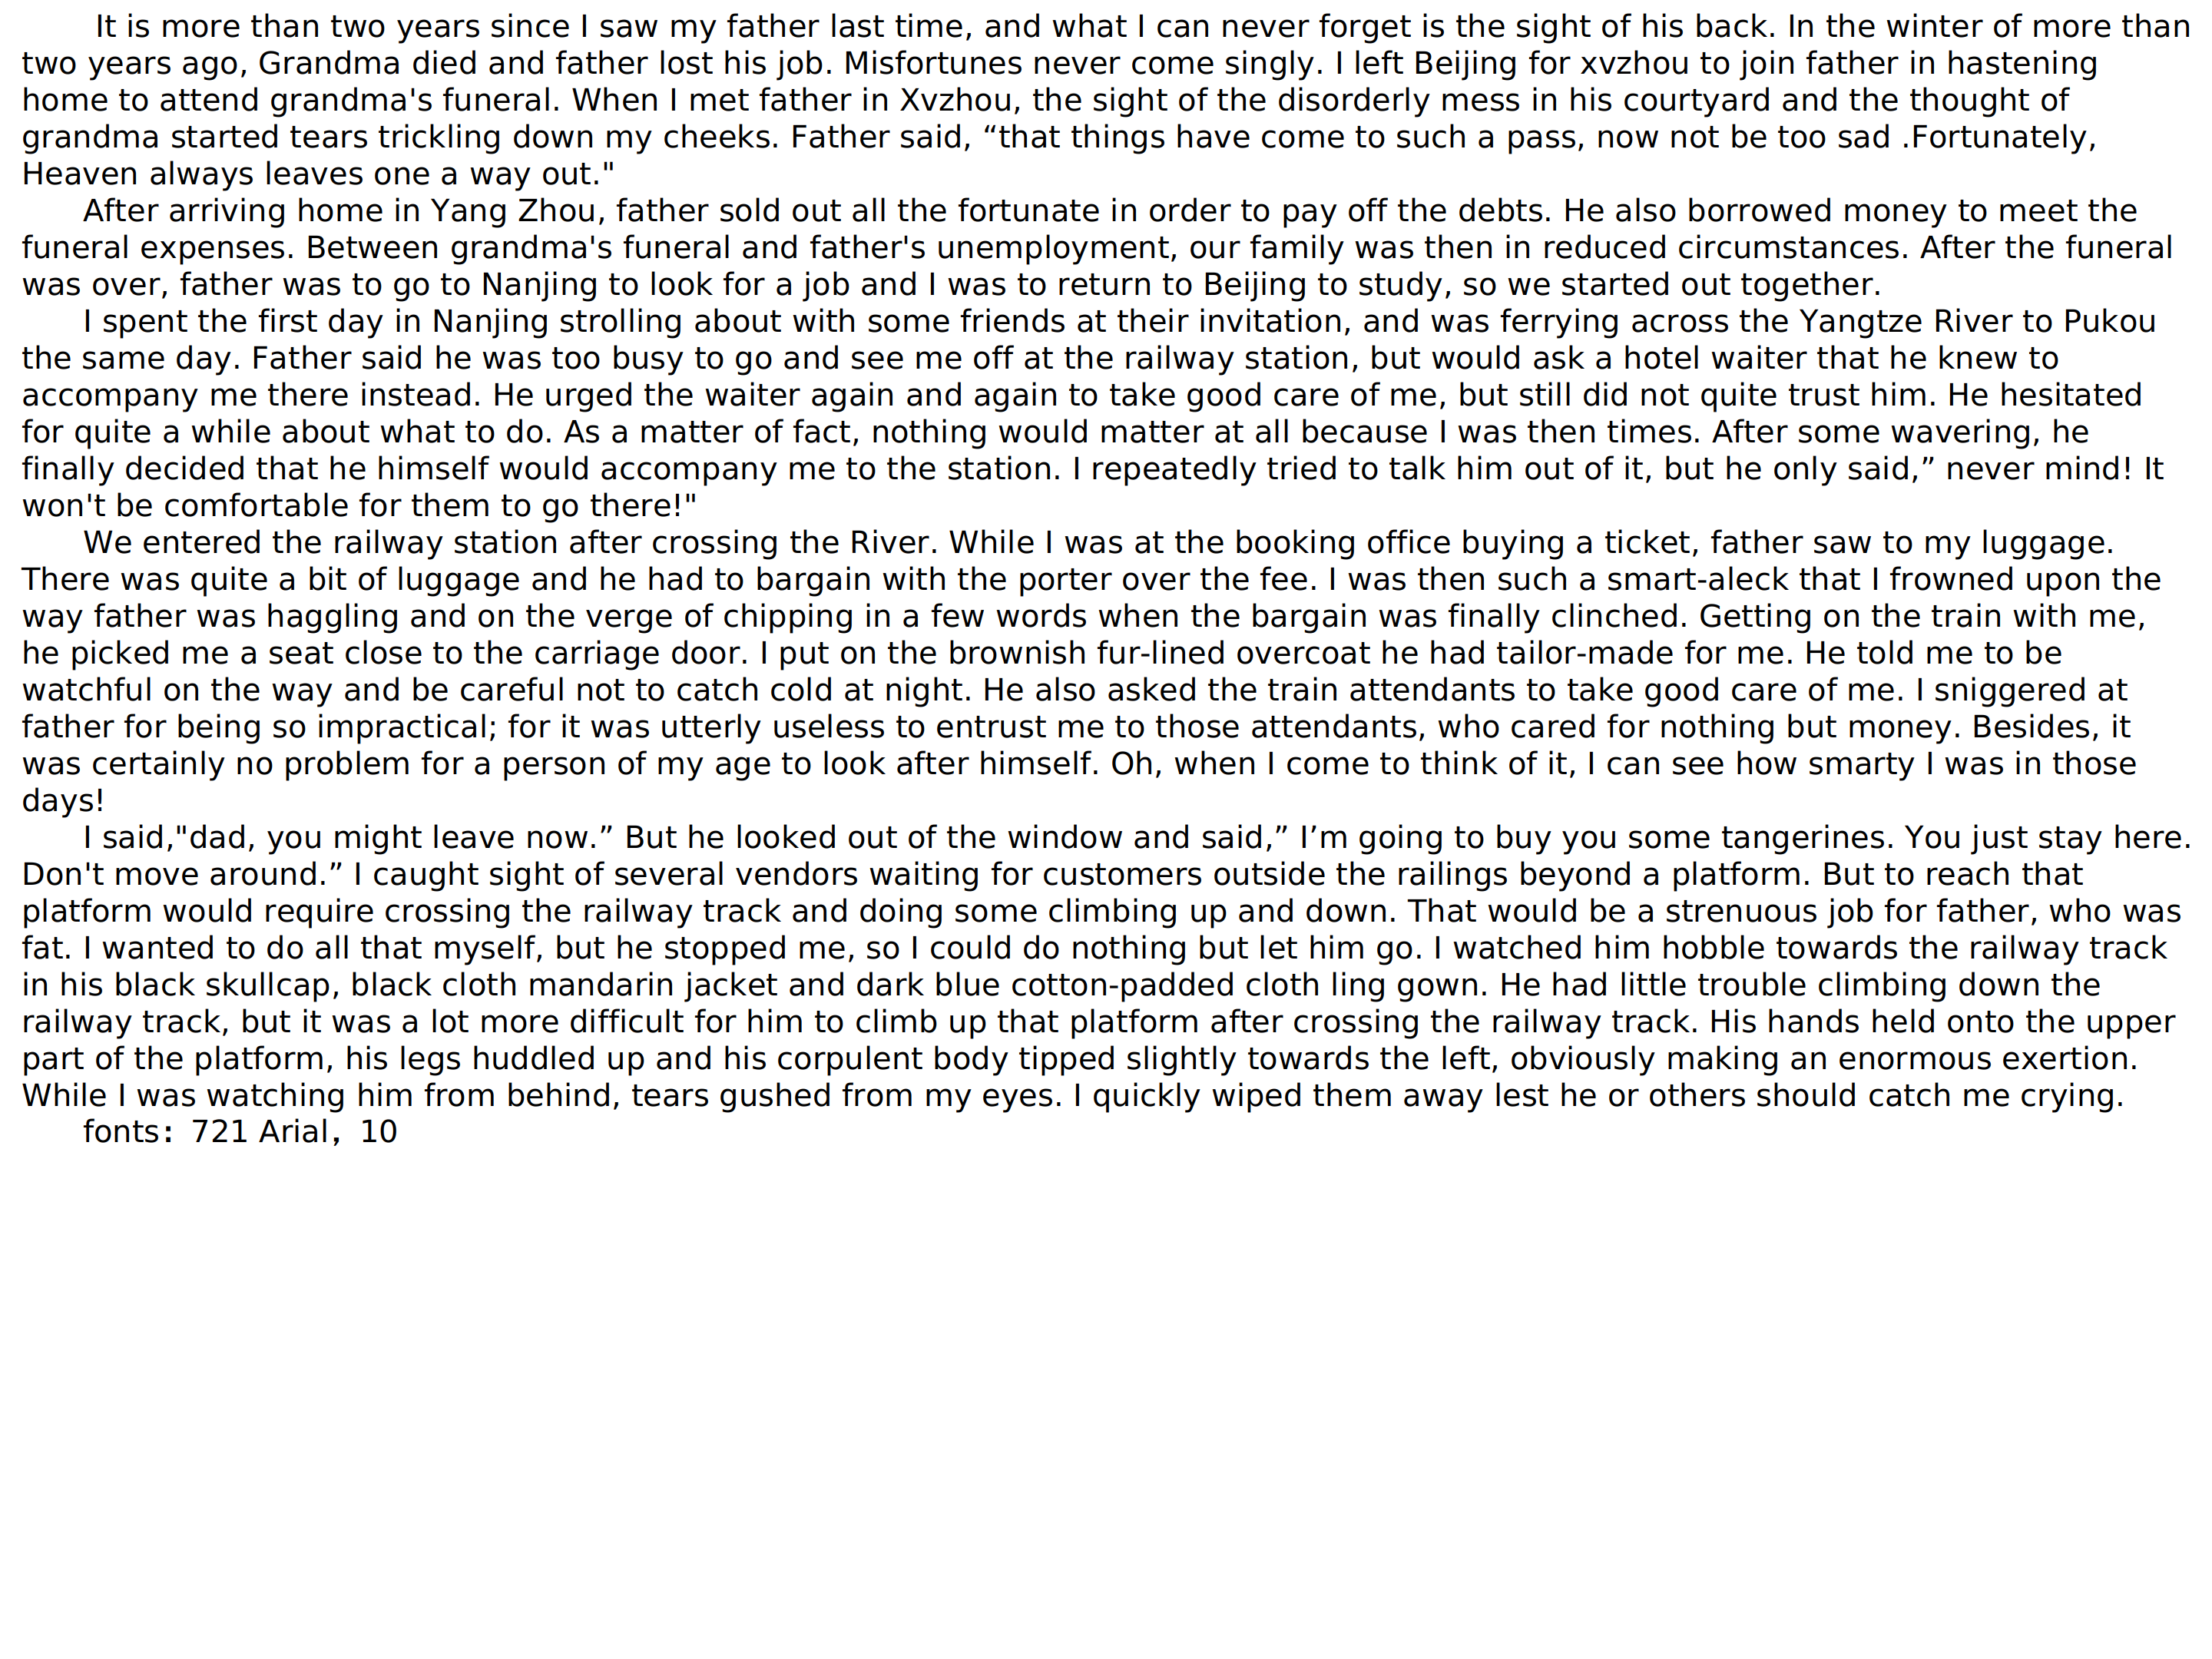 It is more than two years since I saw my father last time, and what I can never forget is the sight of his back. In the winter of more than
two years ago, Grandma died and father lost his job. Misfortunes never come singly. I left Beijing for xvzhou to join father in hastening
home to attend grandma's funeral. When I met father in Xvzhou, the sight of the disorderly mess in his courtyard and the thought of
grandma started tears trickling down my cheeks. Father said, “that things have come to such a pass, now not be too sad .Fortunately,
Heaven always leaves one a way out."
After arriving home in Yang Zhou, father sold out all the fortunate in order to pay off the debts. He also borrowed money to meet the
funeral expenses. Between grandma's funeral and father's unemployment, our family was then in reduced circumstances. After the funeral
was over, father was to go to Nanjing to look for a job and I was to return to Beijing to study, so we started out together.
I spent the first day in Nanjing strolling about with some friends at their invitation, and was ferrying across the Yangtze River to Pukou
the same day. Father said he was too busy to go and see me off at the railway station, but would ask a hotel waiter that he knew to
accompany me there instead. He urged the waiter again and again to take good care of me, but still did not quite trust him. He hesitated
for quite a while about what to do. As a matter of fact, nothing would matter at all because I was then times. After some wavering, he
finally decided that he himself would accompany me to the station. I repeatedly tried to talk him out of it, but he only said,” never mind! It
won't be comfortable for them to go there!"
We entered the railway station after crossing the River. While I was at the booking office buying a ticket, father saw to my luggage.
There was quite a bit of luggage and he had to bargain with the porter over the fee. I was then such a smart-aleck that I frowned upon the
way father was haggling and on the verge of chipping in a few words when the bargain was finally clinched. Getting on the train with me,
he picked me a seat close to the carriage door. I put on the brownish fur-lined overcoat he had tailor-made for me. He told me to be
watchful on the way and be careful not to catch cold at night. He also asked the train attendants to take good care of me. I sniggered at
father for being so impractical; for it was utterly useless to entrust me to those attendants, who cared for nothing but money. Besides, it
was certainly no problem for a person of my age to look after himself. Oh, when I come to think of it, I can see how smarty I was in those
days!
I said,"dad, you might leave now.” But he looked out of the window and said,” I’m going to buy you some tangerines. You just stay here.
Don't move around.” I caught sight of several vendors waiting for customers outside the railings beyond a platform. But to reach that
platform would require crossing the railway track and doing some climbing up and down. That would be a strenuous job for father, who was
fat. I wanted to do all that myself, but he stopped me, so I could do nothing but let him go. I watched him hobble towards the railway track
in his black skullcap, black cloth mandarin jacket and dark blue cotton-padded cloth ling gown. He had little trouble climbing down the
railway track, but it was a lot more difficult for him to climb up that platform after crossing the railway track. His hands held onto the upper
part of the platform, his legs huddled up and his corpulent body tipped slightly towards the left, obviously making an enormous exertion.
While I was watching him from behind, tears gushed from my eyes. I quickly wiped them away lest he or others should catch me crying.
fonts：721 Arial，10